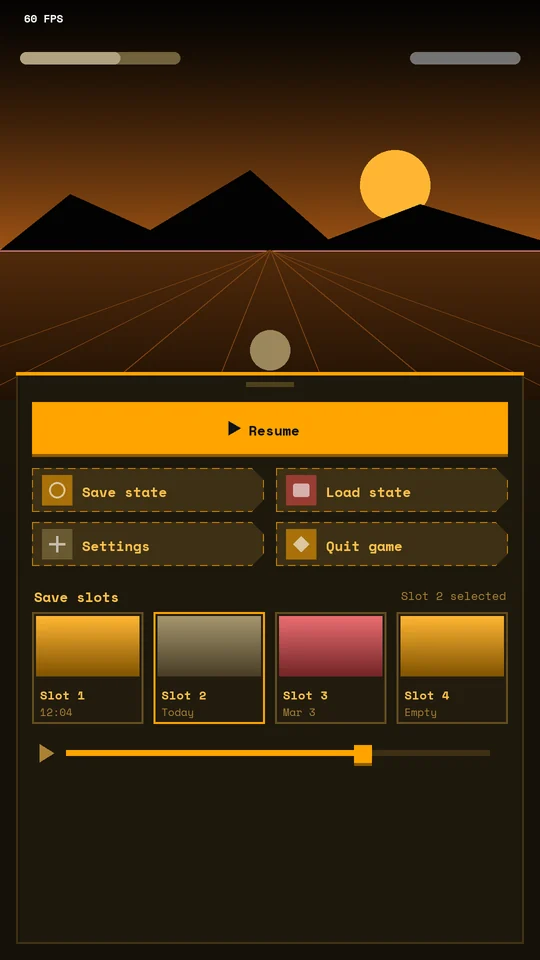 60 FPS
Resume
Save state
Load state
Settings
Quit game
Save slots
Slot 2 selected
Slot 1
12:04
Slot 2
Today
Slot 3
Mar 3
Slot 4
Empty